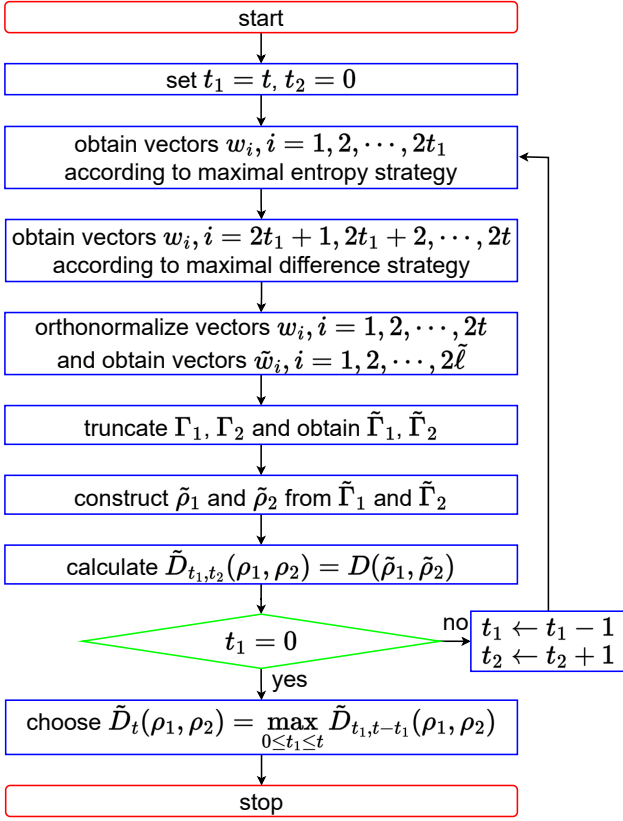 start
set t₁ = t, t₂ = 0
obtain vectors wᵢ, i = 1, 2, ⋯, 2t₁
according to maximal entropy strategy
obtain vectors wᵢ, i = 2t₁ + 1, 2t₁ + 2, ⋯, 2t
according to maximal difference strategy
orthonormalize vectors wᵢ, i = 1, 2, ⋯, 2t
and obtain vectors w̃ᵢ, i = 1, 2, ⋯, 2ℓ̃
truncate Γ₁, Γ₂ and obtain Γ̃₁, Γ̃₂
construct ρ̃₁ and ρ̃₂ from Γ̃₁ and Γ̃₂
calculate D̃_{t₁,t₂}(ρ₁, ρ₂) = D(ρ̃₁, ρ̃₂)
t₁ = 0
no
t₁ ← t₁ − 1
t₂ ← t₂ + 1
yes
choose D̃ₜ(ρ₁, ρ₂) = max_{0≤t₁≤t} D̃_{t₁,t−t₁}(ρ₁, ρ₂)
stop